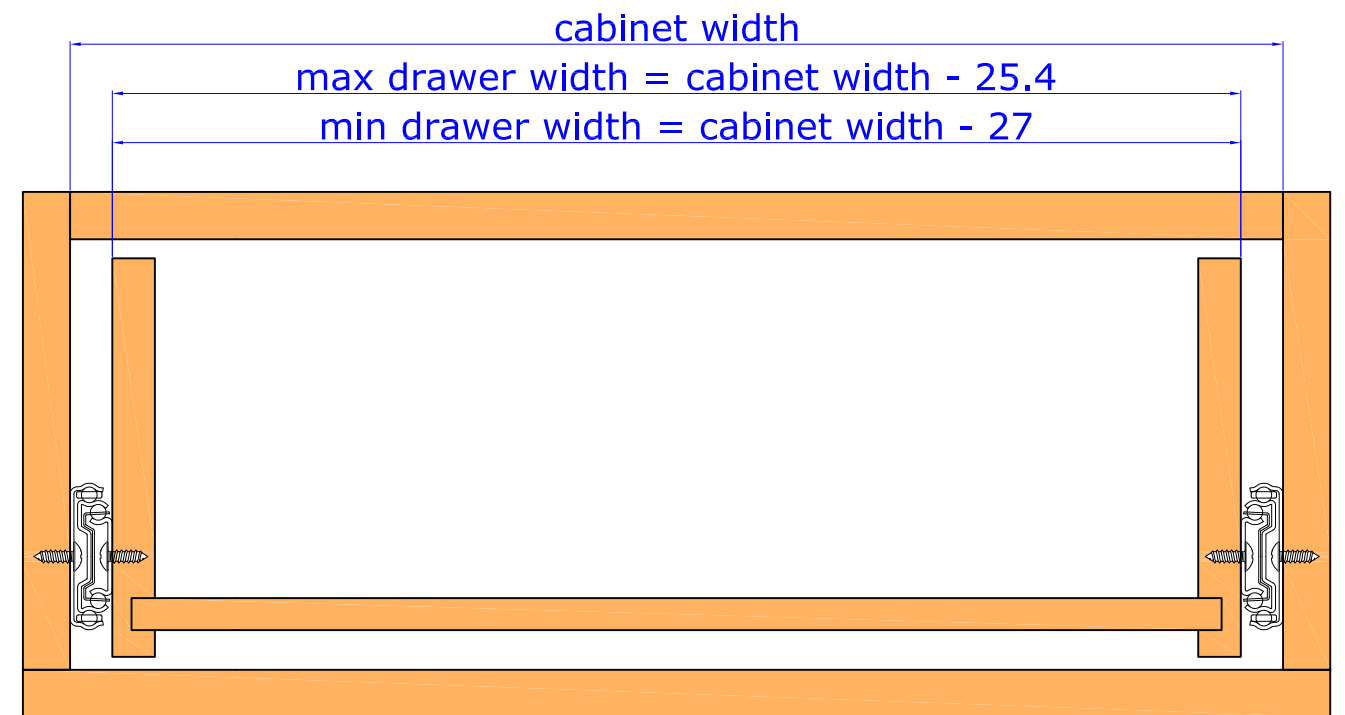 cabinet width
max drawer width = cabinet width - 25.4
min drawer width = cabinet width - 27